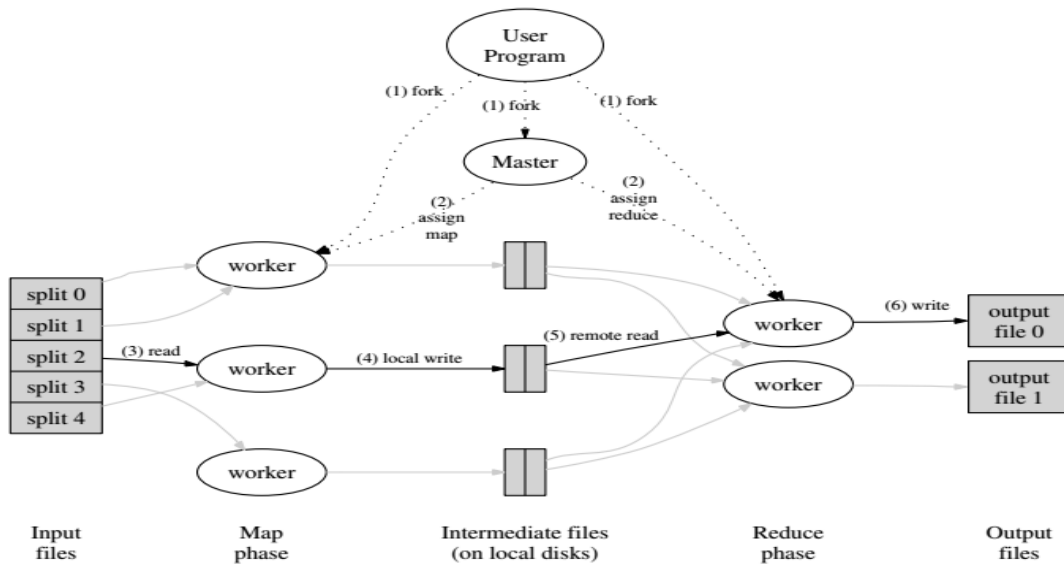 User
Program
(1) fork
(1) fork
(1) fork
Master
(2)
assign
map
(2)
assign
reduce
worker
split 0
split 1
split 2
split 3
split 4
(3) read
worker
(4) local write
(5) remote read
worker
(6) write
output
file 0
worker
output
file 1
worker
Input
files
Map
phase
Intermediate files
(on local disks)
Reduce
phase
Output
files